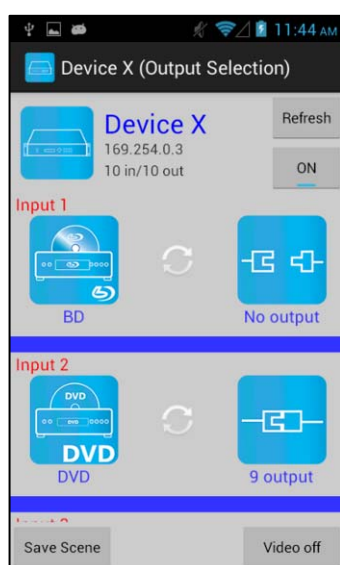 11:44 AM
Device X (Output Selection)
Device X
Refresh
169.254.0.3
10 in/10 out
ON
Input 1
BD
No output
Input 2
DVD
DVD
DVD
9 output
Save Scene
Video off